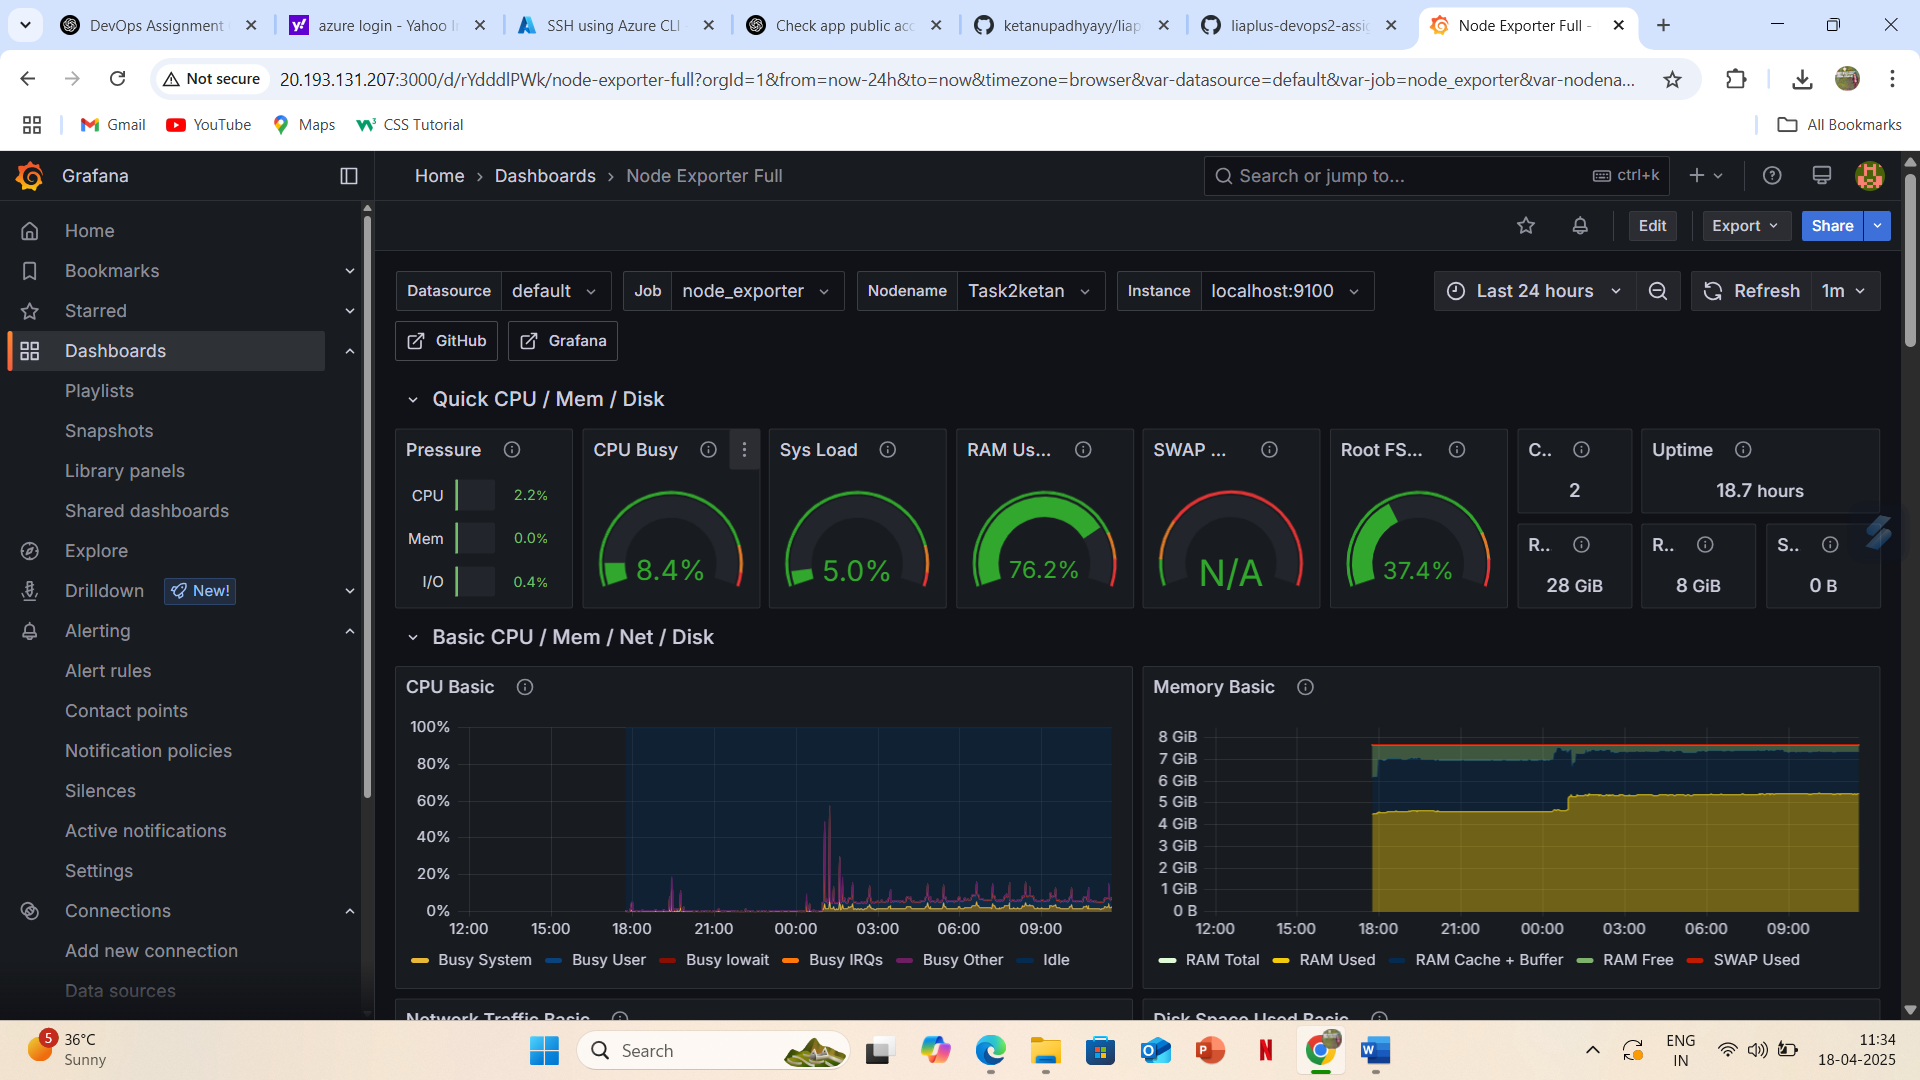 DevOps Assignment
azure login - Yahoo I
SSH using Azure CLI
Check app public acc
ketanupadhyayy/liap
liaplus-devops2-assig
Node Exporter Full -
Not secure
20.193.131.207:3000/d/rYdddlPWk/node-exporter-full?orgId=1&from=now-24h&to=now&timezone=browser&var-datasource=default&var-job=node_exporter&var-nodena...
Gmail
YouTube
Maps
CSS Tutorial
All Bookmarks
Grafana
Home › Dashboards › Node Exporter Full
Search or jump to...
ctrl+k
Edit
Export
Share
Home
Bookmarks
Starred
Dashboards
Playlists
Snapshots
Library panels
Shared dashboards
Explore
Drilldown New!
Alerting
Alert rules
Contact points
Notification policies
Silences
Active notifications
Settings
Connections
Add new connection
Data sources
Datasource default
Job node_exporter
Nodename Task2ketan
Instance localhost:9100
Last 24 hours
Refresh 1m
GitHub
Grafana
Quick CPU / Mem / Disk
Pressure
CPU 2.2%
Mem 0.0%
I/O 0.4%
CPU Busy
8.4%
Sys Load
5.0%
RAM Us...
76.2%
SWAP ...
N/A
Root FS...
37.4%
C..
2
Uptime
18.7 hours
R..
28 GiB
R..
8 GiB
S..
0 B
Basic CPU / Mem / Net / Disk
CPU Basic
100%
80%
60%
40%
20%
0%
12:00 15:00 18:00 21:00 00:00 03:00 06:00 09:00
Busy System Busy User Busy Iowait Busy IRQs Busy Other Idle
Memory Basic
8 GiB
7 GiB
6 GiB
5 GiB
4 GiB
3 GiB
2 GiB
1 GiB
0 B
12:00 15:00 18:00 21:00 00:00 03:00 06:00 09:00
RAM Total RAM Used RAM Cache + Buffer RAM Free SWAP Used
Network Traffic Basic
Disk Space Used Basic
5
36°C
Sunny
Search
ENG
IN
11:34
18-04-2025